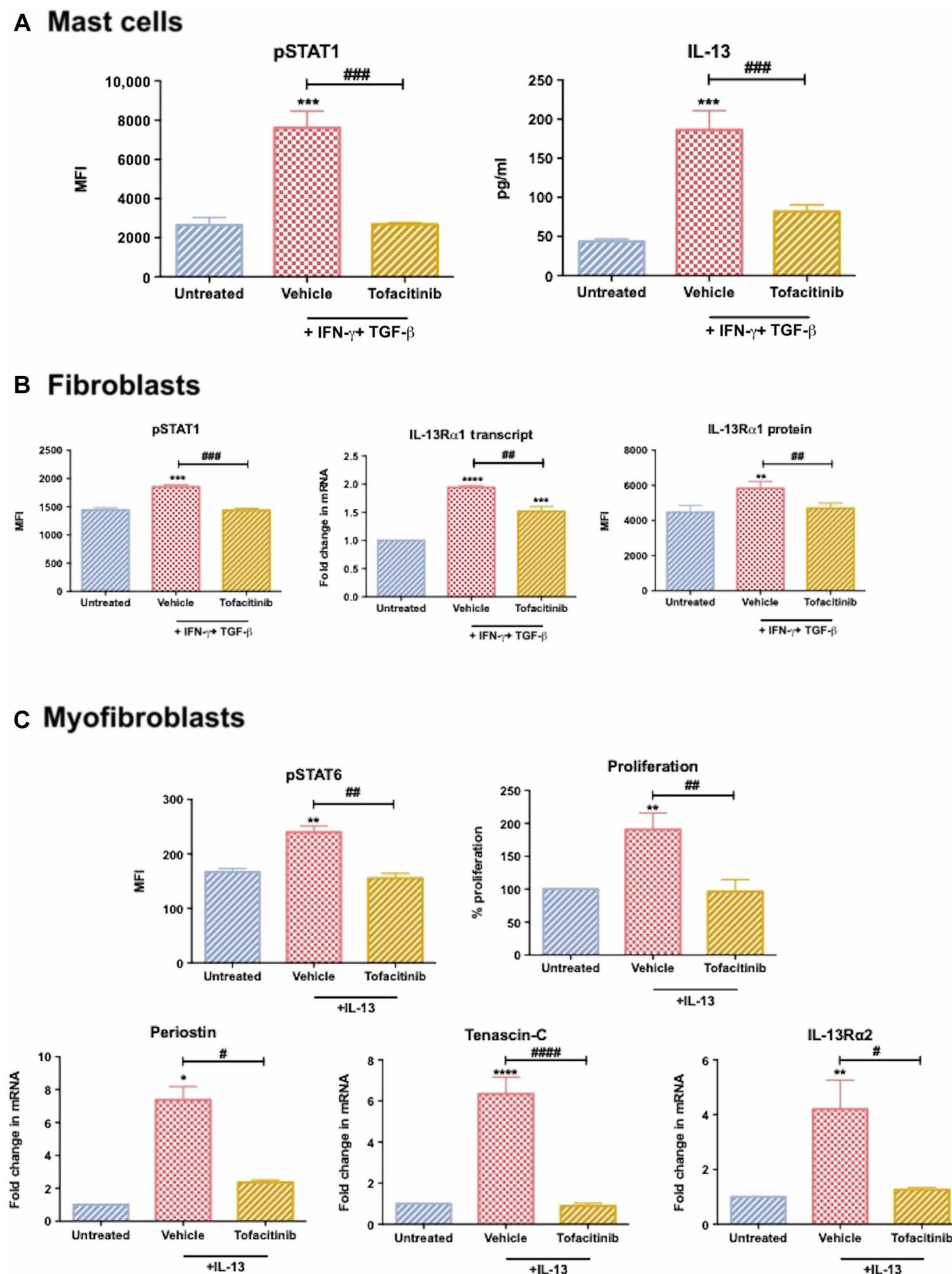 A Mast cells
pSTAT1
###
***
10,000
8000
6000
4000
2000
0
MFI
Untreated
Vehicle
Tofacitinib
+ IFN-γ+ TGF-β
IL-13
###
***
250
200
150
100
50
0
pg/ml
Untreated
Vehicle
Tofacitinib
+ IFN-γ+ TGF-β
B Fibroblasts
pSTAT1
###
***
2500
2000
1500
1000
500
0
MFI
Untreated
Vehicle
Tofacitinib
+ IFN-γ+ TGF-β
IL-13Rα1 transcript
##
****
***
2.5
2.0
1.5
1.0
0.5
0.0
Fold change in mRNA
Untreated
Vehicle
Tofacitinib
+ IFN-γ+ TGF-β
IL-13Rα1 protein
##
**
8000
6000
4000
2000
0
MFI
Untreated
Vehicle
Tofacitinib
+ IFN-γ+ TGF-β
C Myofibroblasts
pSTAT6
##
**
300
200
100
0
MFI
Untreated
Vehicle
Tofacitinib
+IL-13
Proliferation
##
**
250
200
150
100
50
0
% proliferation
Untreated
Vehicle
Tofacitinib
+IL-13
Periostin
#
*
10
8
6
4
2
0
Fold change in mRNA
Untreated
Vehicle
Tofacitinib
+IL-13
Tenascin-C
####
****
8
6
4
2
0
Fold change in mRNA
Untreated
Vehicle
Tofacitinib
+IL-13
IL-13Rα2
#
**
6
4
2
0
Fold change in mRNA
Untreated
Vehicle
Tofacitinib
+IL-13